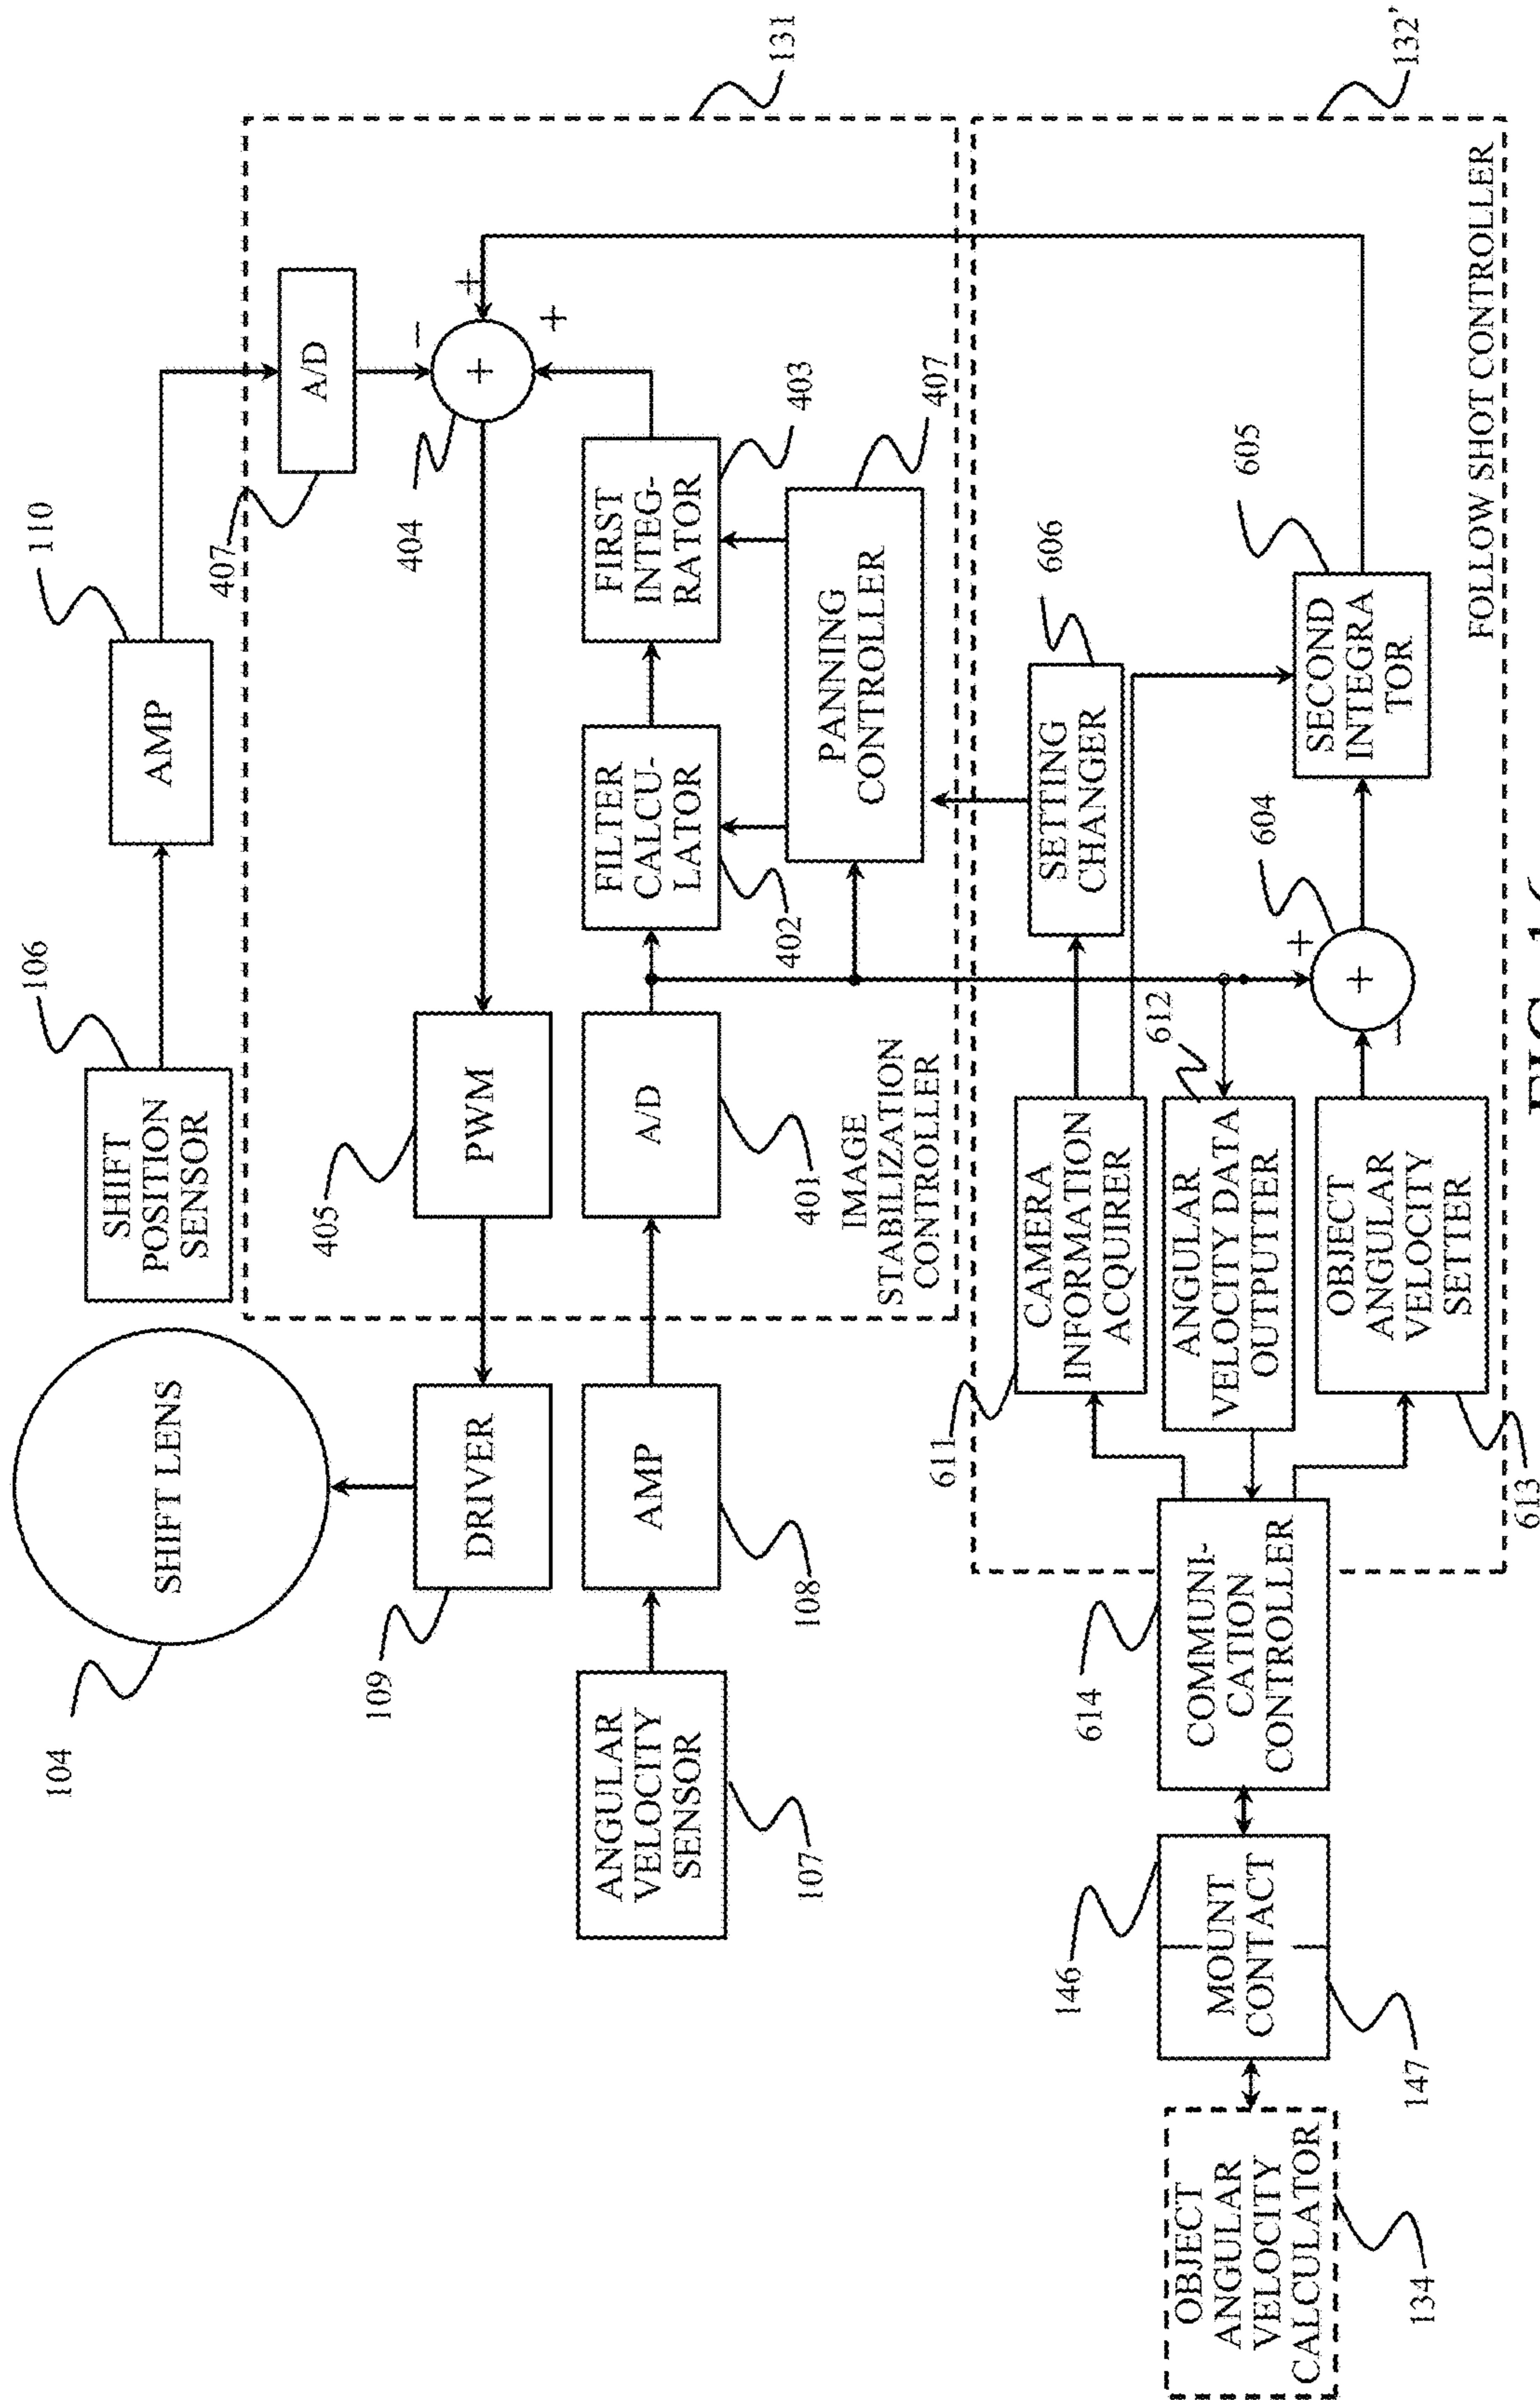 104
SHIFT LENS
106
SHIFT
POSITION
SENSOR
110
AMP
407
A/D
131
109
DRIVER
405
PWM
404
+
−
+
+
107
ANGULAR
VELOCITY
SENSOR
108
AMP
401
A/D
402
FILTER
CALCU-
LATOR
403
FIRST
INTEG-
RATOR
407
PANNING
CONTROLLER
IMAGE
STABILIZATION
CONTROLLER
134
OBJECT
ANGULAR
VELOCITY
CALCULATOR
146
MOUNT
CONTACT
147
614
COMMUNI-
CATION
CONTROLLER
611
CAMERA
INFORMATION
ACQUIRER
612
ANGULAR
VELOCITY DATA
OUTPUTTER
613
OBJECT
ANGULAR
VELOCITY
SETTER
606
SETTING
CHANGER
604
+
+
−
605
SECOND
INTEGRA
TOR
132'
FOLLOW SHOT CONTROLLER